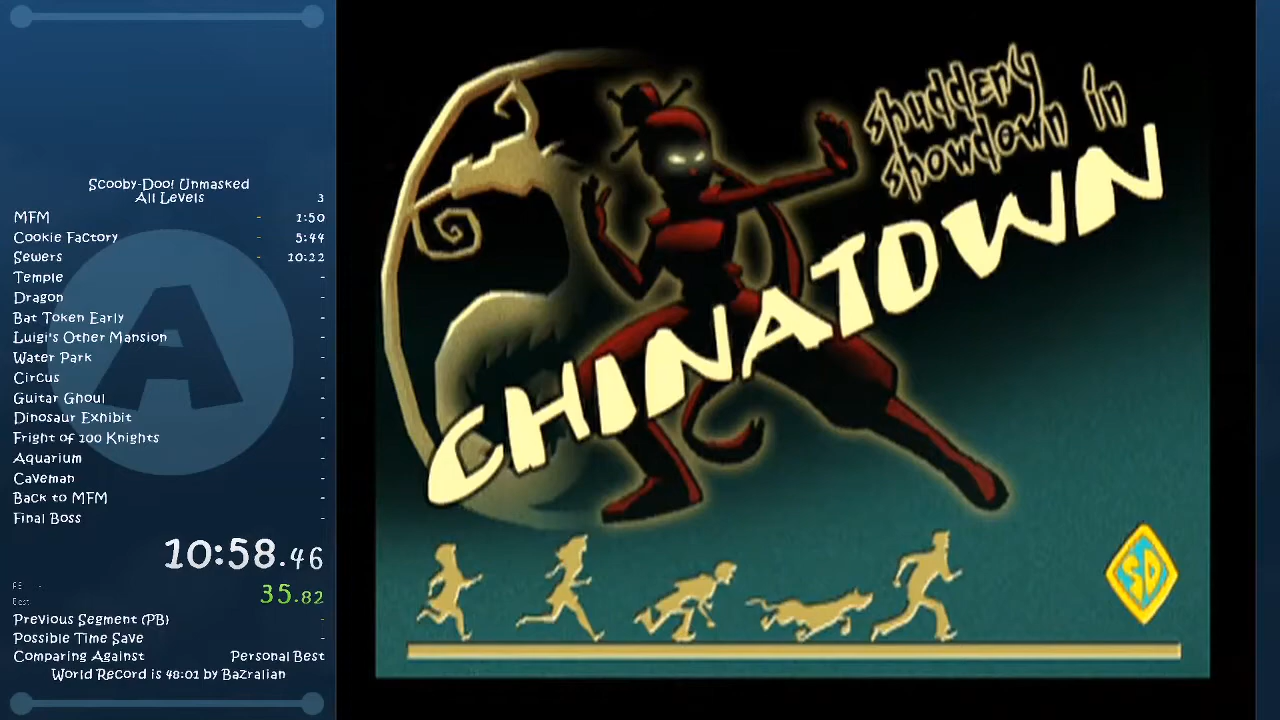 Scooby-Doo! Unmasked
All Levels 3
MFM - 1:50
Cookie Factory - 5:44
Sewers - 10:22
Temple -
Dragon -
Bat Token Early -
Luigi's Other Mansion -
Water Park -
Circus -
Guitar Ghoul -
Dinosaur Exhibit -
Fright of 100 Knights -
Aquarium -
Caveman -
Back to MFM -
Final Boss -
10:58.46
35.82
Previous Segment (PB) -
Possible Time Save -
Comparing Against Personal Best
World Record is 48:01 by Bazralian
A
shuddery
showdown in
CHINATOWN
SD